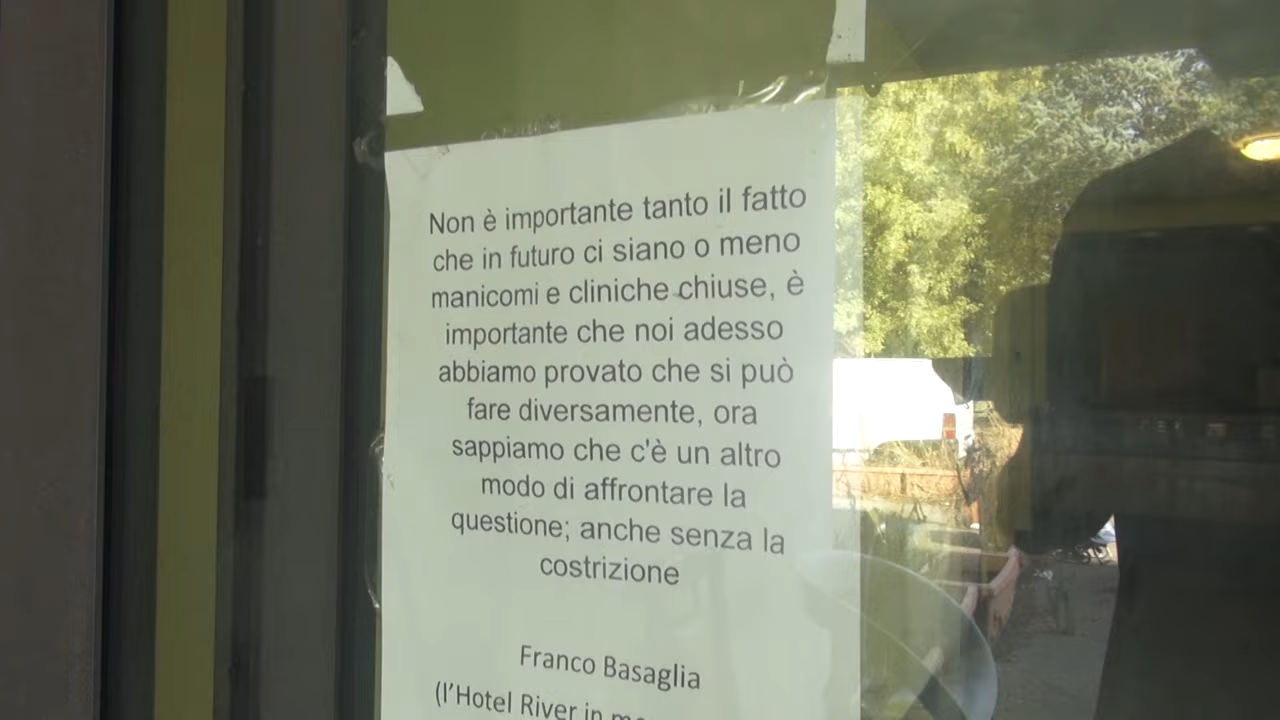 Non è importante tanto il fatto
che in futuro ci siano o meno
manicomi e cliniche chiuse, è
importante che noi adesso
abbiamo provato che si può
fare diversamente, ora
sappiamo che c'è un altro
modo di affrontare la
questione; anche senza la
costrizione
Franco Basaglia
(l'Hotel River in